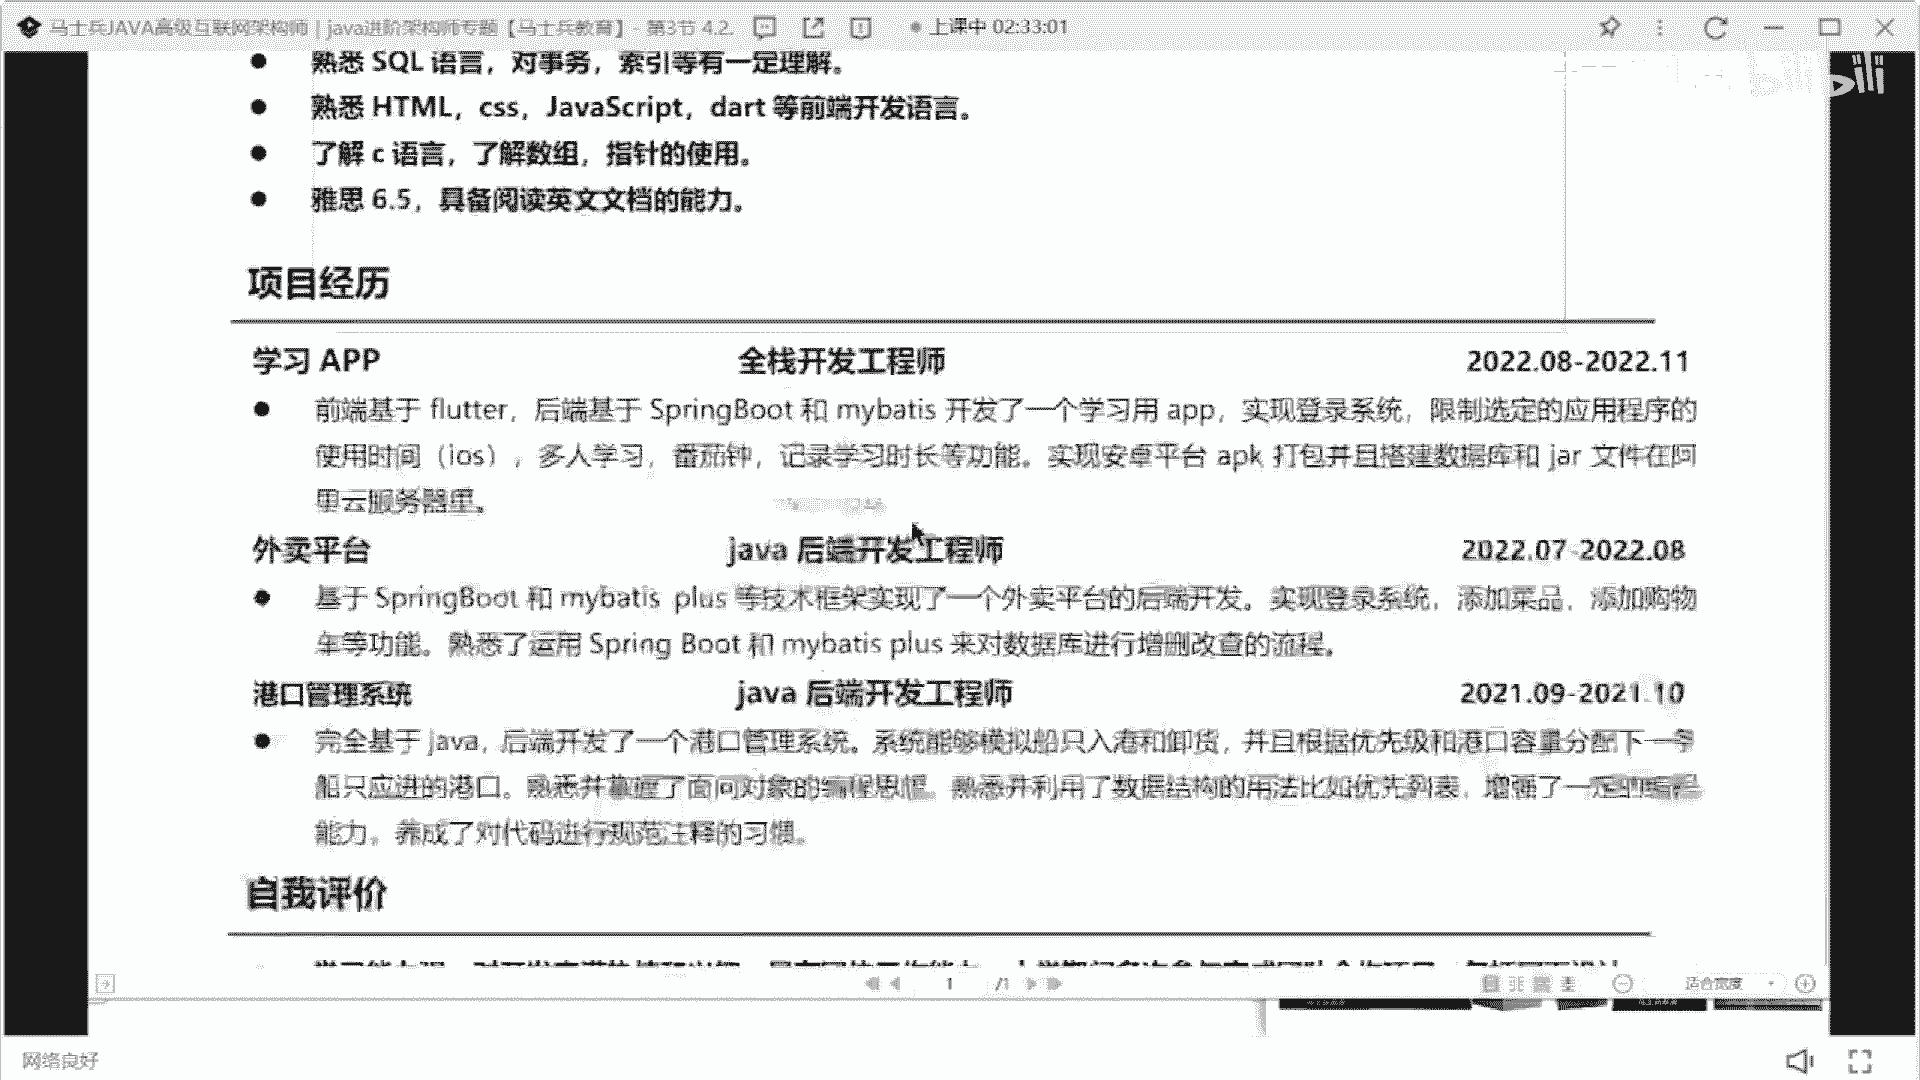 马士兵JAVA高级互联网架构师 | java进阶架构师专题【马士兵教育】- 第3节 4.2. 上课中 02:33:01
熟悉 SQL 语言，对事务，索引等有一定理解。
熟悉 HTML，css，JavaScript，dart 等前端开发语言。
了解 c 语言，了解数组，指针的使用。
雅思 6.5，具备阅读英文文档的能力。
项目经历
学习 APP 全栈开发工程师 2022.08-2022.11
前端基于 flutter，后端基于 SpringBoot 和 mybatis 开发了一个学习用 app，实现登录系统，限制选定的应用程序的
使用时间（ios），多人学习，番茄钟，记录学习时长等功能。实现安卓平台 apk 打包并且搭建数据库和 jar 文件在阿
里云服务器里。
外卖平台 java 后端开发工程师 2022.07-2022.08
基于 SpringBoot 和 mybatis plus 等技术框架实现了一个外卖平台的后端开发。实现登录系统，添加菜品，添加购物
车等功能。熟悉了运用 Spring Boot 和 mybatis plus 来对数据库进行增删改查的流程。
港口管理系统 java 后端开发工程师 2021.09-2021.10
完全基于 java，后端开发了一个港口管理系统。系统能够模拟船只入港和卸货，并且根据优先级和港口容量分配下一个
船只应进的港口。熟悉并掌握了面向对象的编程思想，熟悉并利用了数据结构的用法比如优先列表，增强了一定的编程
能力，养成了对代码进行规范注释的习惯。
自我评价
1 /1 适合宽度
网络良好